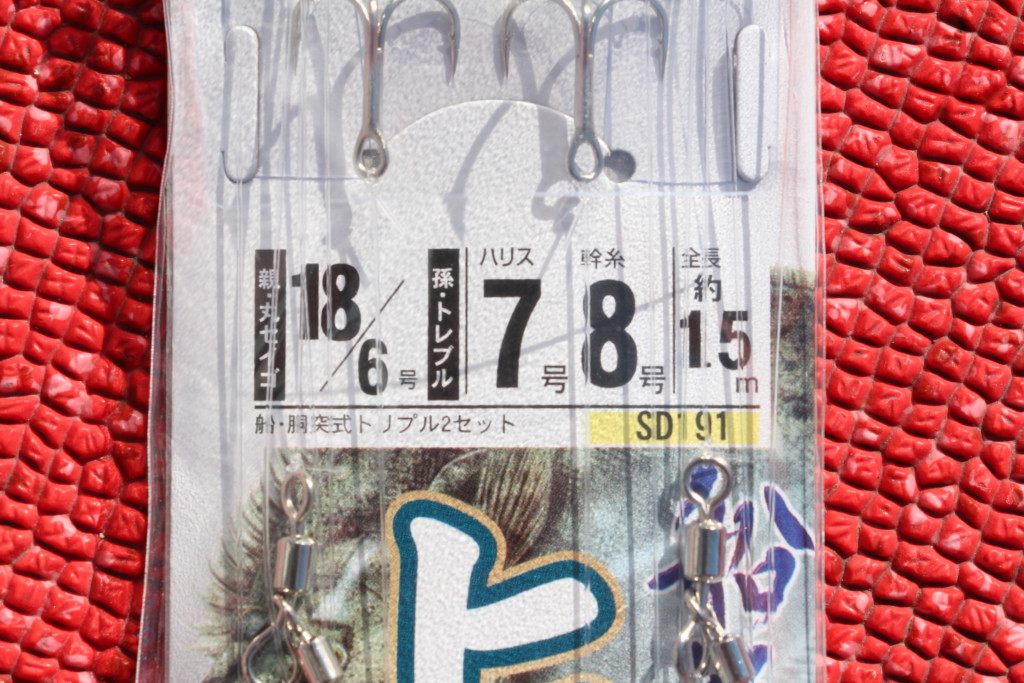 親・丸セイゴ 18/6号 孫・トレブル ハリス 7号 幹糸 8号 全長 約1.5m
船・胴突式トリプル2セット SD191
ト
船